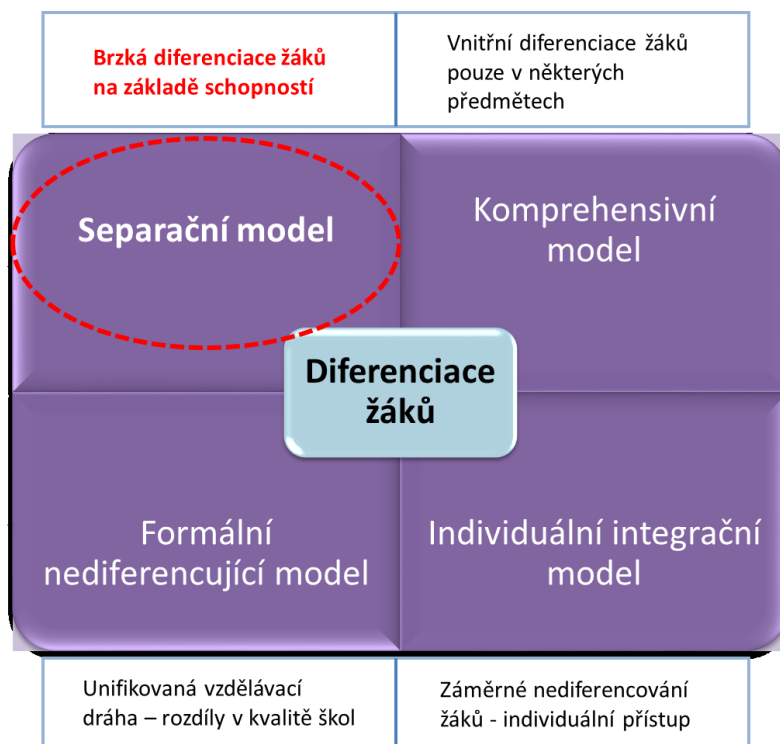 Brzká diferenciace žáků
na základě schopností
Vnitřní diferenciace žáků
pouze v některých
předmětech
Separační model
Komprehensivní
model
Diferenciace
žáků
Formální
nediferencující model
Individuální integrační
model
Unifikovaná vzdělávací
dráha – rozdíly v kvalitě škol
Záměrné nediferencování
žáků - individuální přístup